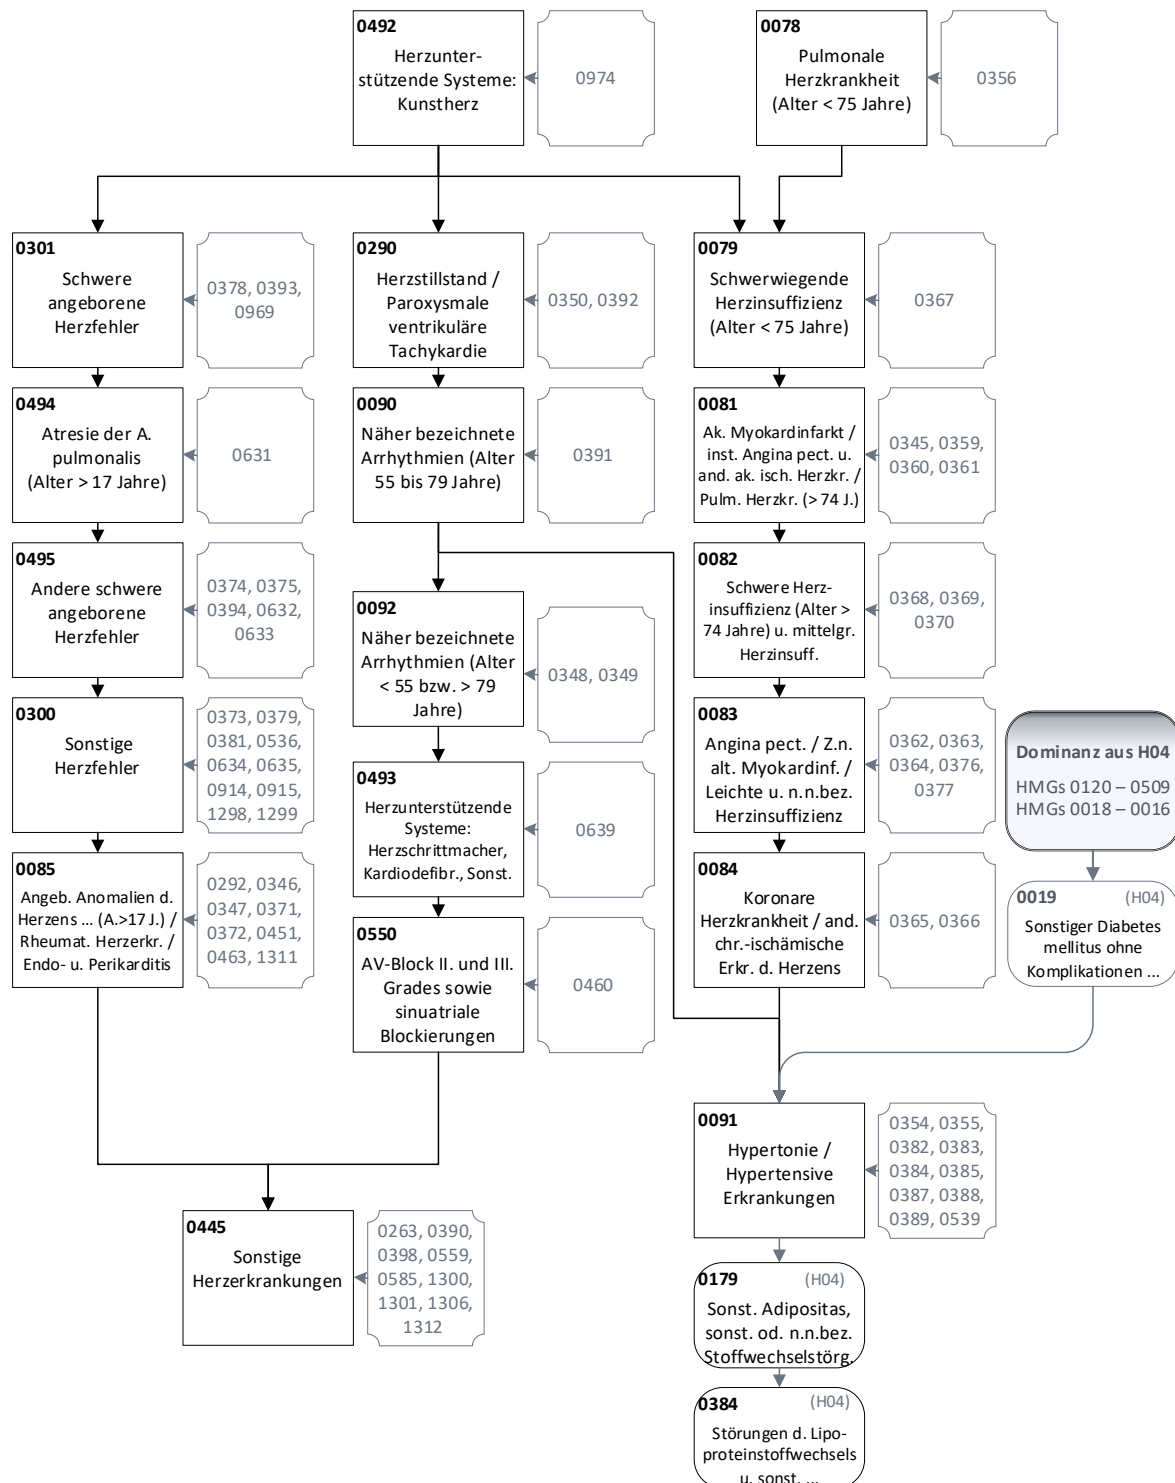 0492
Herzunter-
stützende Systeme:
Kunstherz
0974
0078
Pulmonale
Herzkrankheit
(Alter < 75 Jahre)
0356
0301
Schwere
angeborene
Herzfehler
0378, 0393,
0969
0290
Herzstillstand /
Paroxysmale
ventrikuläre
Tachykardie
0350, 0392
0079
Schwerwiegende
Herzinsuffizienz
(Alter < 75 Jahre)
0367
0494
Atresie der A.
pulmonalis
(Alter > 17 Jahre)
0631
0090
Näher bezeichnete
Arrhythmien (Alter
55 bis 79 Jahre)
0391
0081
Ak. Myokardinfarkt /
inst. Angina pect. u.
and. ak. isch. Herzkr. /
Pulm. Herzkr. (> 74 J.)
0345, 0359,
0360, 0361
0495
Andere schwere
angeborene
Herzfehler
0374, 0375,
0394, 0632,
0633
0092
Näher bezeichnete
Arrhythmien (Alter
< 55 bzw. > 79
Jahre)
0348, 0349
0082
Schwere Herz-
insuffizienz (Alter >
74 Jahre) u. mittelgr.
Herzinsuff.
0368, 0369,
0370
0300
Sonstige
Herzfehler
0373, 0379,
0381, 0536,
0634, 0635,
0914, 0915,
1298, 1299
0493
Herzunterstützende
Systeme:
Herzschrittmacher,
Kardiodefibr., Sonst.
0639
0083
Angina pect. / Z.n.
alt. Myokardinf. /
Leichte u. n.n.bez.
Herzinsuffizienz
0362, 0363,
0364, 0376,
0377
Dominanz aus H04
HMGs 0120 – 0509
HMGs 0018 – 0016
0085
Angeb. Anomalien d.
Herzens ... (A.>17 J.) /
Rheumat. Herzerkr. /
Endo- u. Perikarditis
0292, 0346,
0347, 0371,
0372, 0451,
0463, 1311
0550
AV-Block II. und III.
Grades sowie
sinuatriale
Blockierungen
0460
0084
Koronare
Herzkrankheit / and.
chr.-ischämische
Erkr. d. Herzens
0365, 0366
0019 (H04)
Sonstiger Diabetes
mellitus ohne
Komplikationen ...
0091
Hypertonie /
Hypertensive
Erkrankungen
0354, 0355,
0382, 0383,
0384, 0385,
0387, 0388,
0389, 0539
0445
Sonstige
Herzerkrankungen
0263, 0390,
0398, 0559,
0585, 1300,
1301, 1306,
1312
0179 (H04)
Sonst. Adipositas,
sonst. od. n.n.bez.
Stoffwechselstörg.
0384 (H04)
Störungen d. Lipo-
proteinstoffwechsels
u. sonst. ...